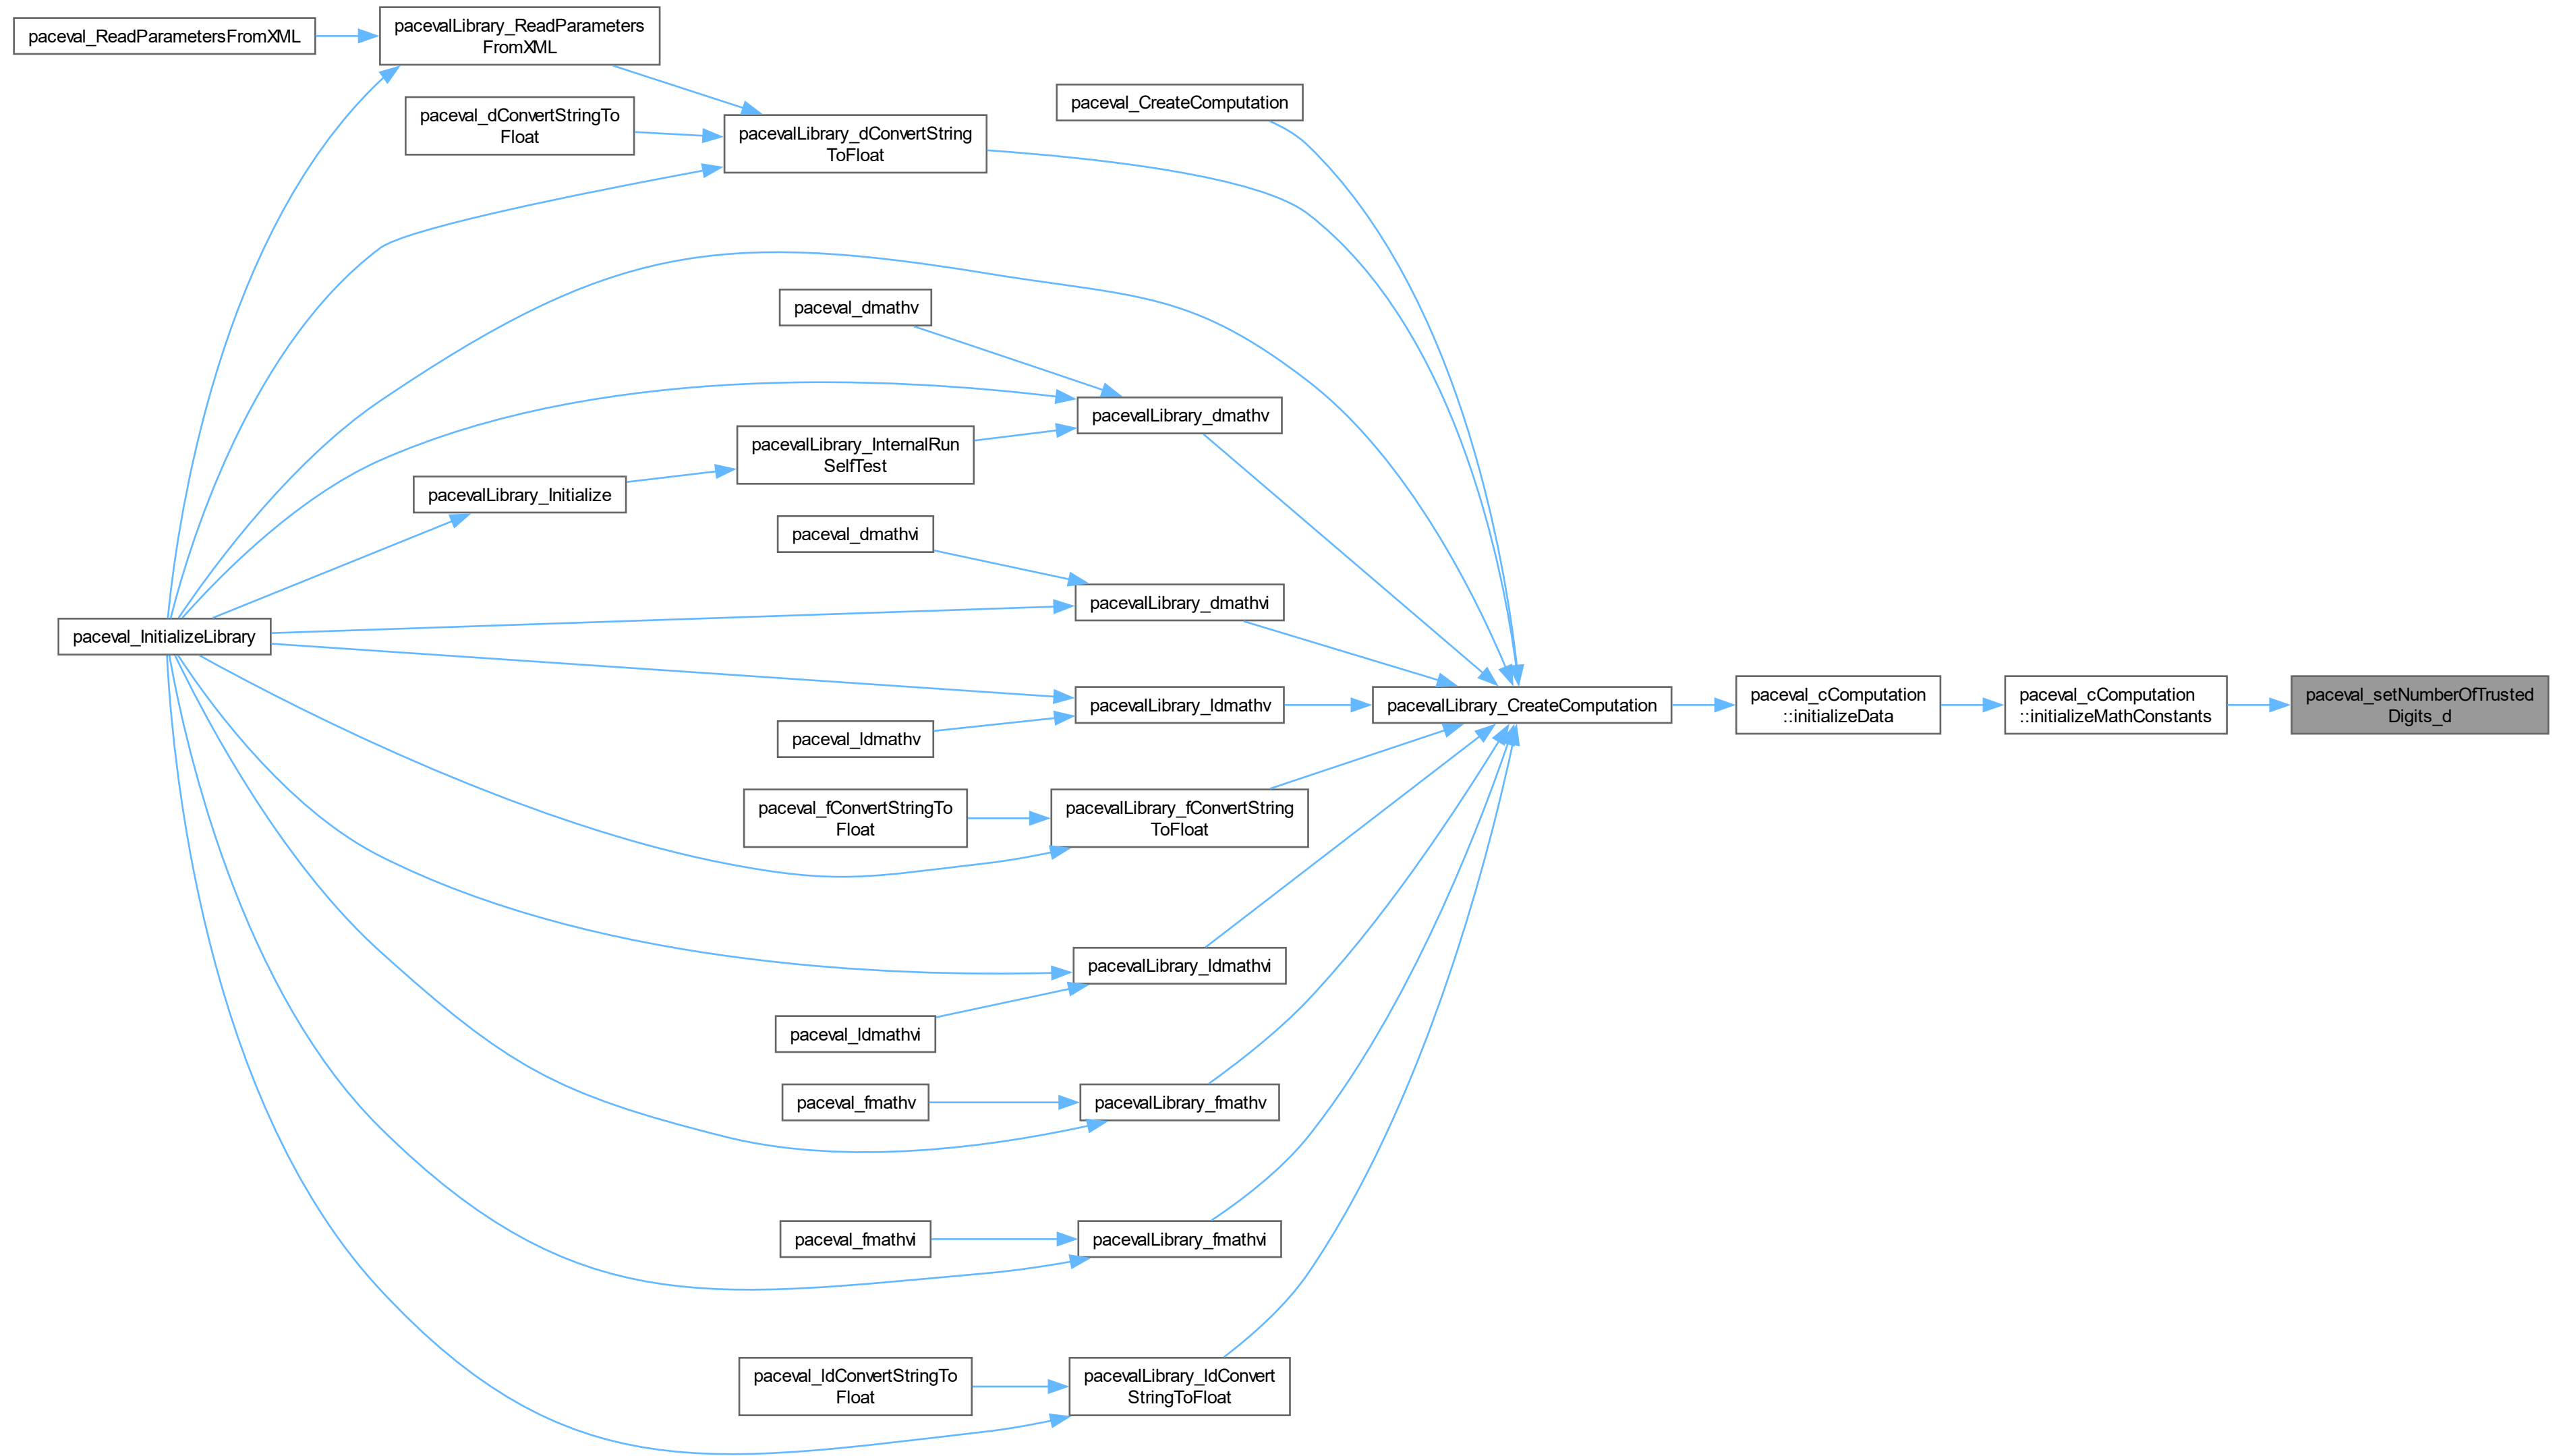 paceval_ReadParametersFromXML
pacevalLibrary_ReadParameters
FromXML
paceval_CreateComputation
paceval_dConvertStringTo
Float
pacevalLibrary_dConvertString
ToFloat
paceval_dmathv
pacevalLibrary_dmathv
pacevalLibrary_InternalRun
SelfTest
pacevalLibrary_Initialize
paceval_dmathvi
pacevalLibrary_dmathvi
paceval_InitializeLibrary
pacevalLibrary_ldmathv
paceval_ldmathv
pacevalLibrary_CreateComputation
paceval_cComputation
::initializeData
paceval_cComputation
::initializeMathConstants
paceval_setNumberOfTrusted
Digits_d
paceval_fConvertStringTo
Float
pacevalLibrary_fConvertString
ToFloat
pacevalLibrary_ldmathvi
paceval_ldmathvi
paceval_fmathv
pacevalLibrary_fmathv
paceval_fmathvi
pacevalLibrary_fmathvi
paceval_ldConvertStringTo
Float
pacevalLibrary_ldConvert
StringToFloat